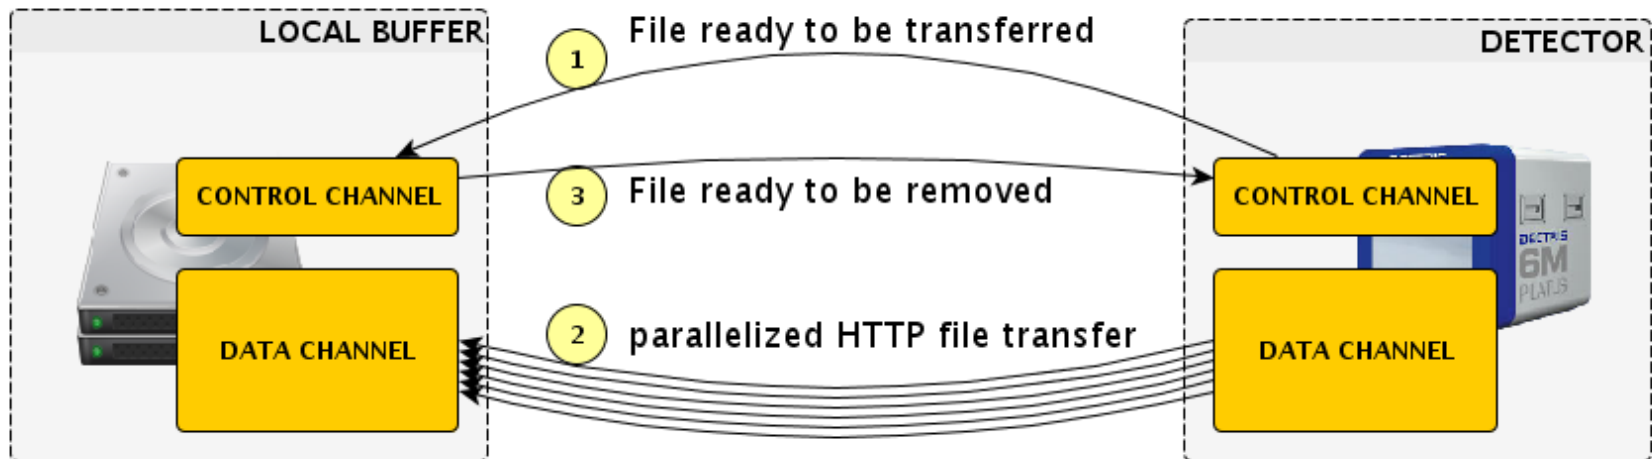 LOCAL BUFFER
File ready to be transferred
DETECTOR
1
CONTROL CHANNEL
3
File ready to be removed
CONTROL CHANNEL
DECTRIS
6M
PILATUS
DATA CHANNEL
2
parallelized HTTP file transfer
DATA CHANNEL